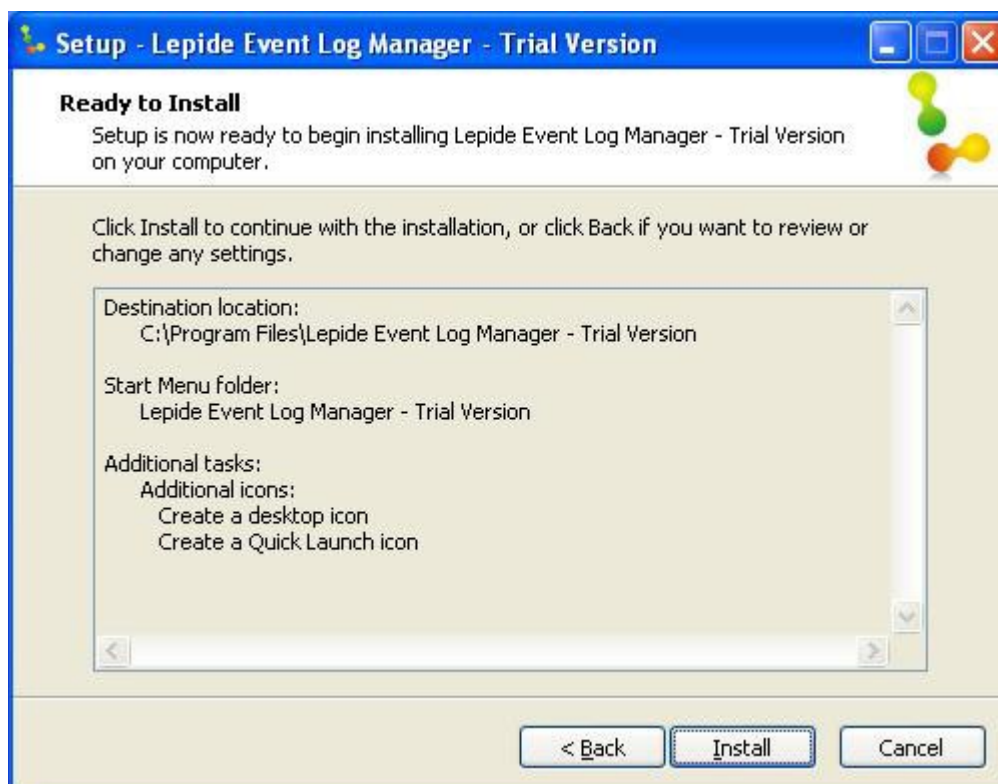 Setup - Lepide Event Log Manager - Trial Version
Ready to Install
Setup is now ready to begin installing Lepide Event Log Manager - Trial Version
on your computer.
Click Install to continue with the installation, or click Back if you want to review or
change any settings.
Destination location:
C:\Program Files\Lepide Event Log Manager - Trial Version
Start Menu folder:
Lepide Event Log Manager - Trial Version
Additional tasks:
Additional icons:
Create a desktop icon
Create a Quick Launch icon
< Back
Install
Cancel